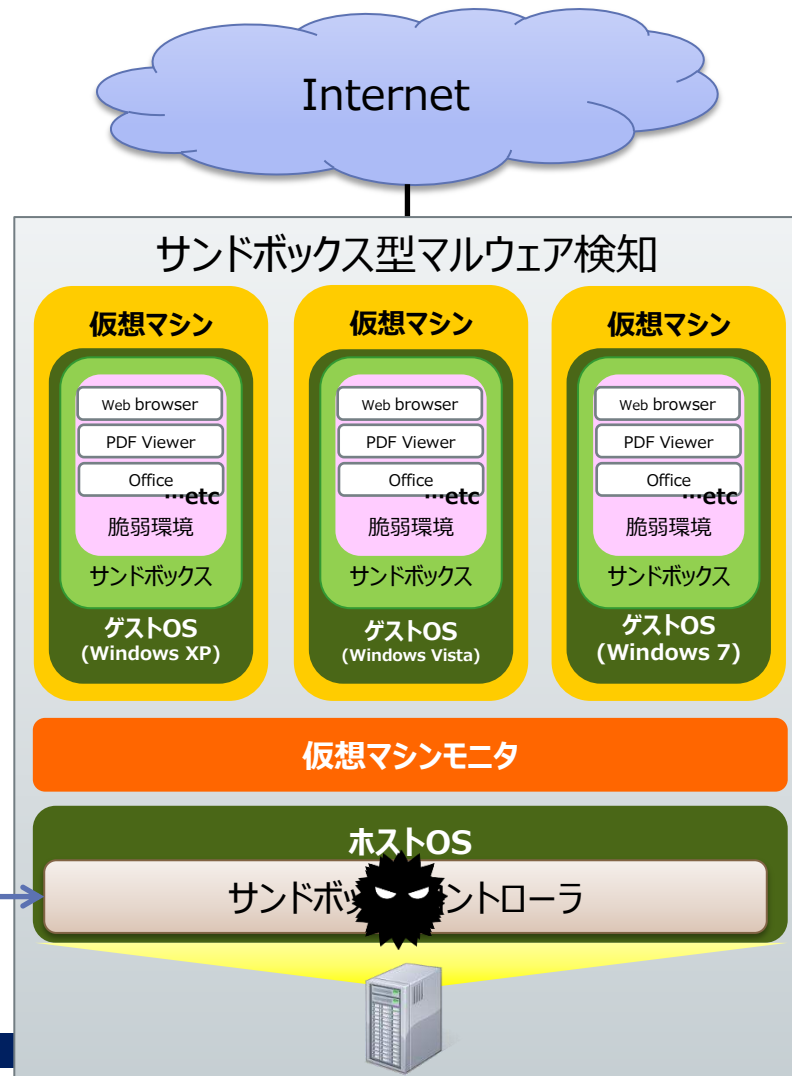 Internet
サンドボックス型マルウェア検知
仮想マシン
Web browser
PDF Viewer
Office
…etc
脆弱環境
サンドボックス
ゲストOS
(Windows XP)
仮想マシン
Web browser
PDF Viewer
Office
…etc
脆弱環境
サンドボックス
ゲストOS
(Windows Vista)
仮想マシン
Web browser
PDF Viewer
Office
…etc
脆弱環境
サンドボックス
ゲストOS
(Windows 7)
仮想マシンモニタ
ホストOS
サンドボ ントローラ